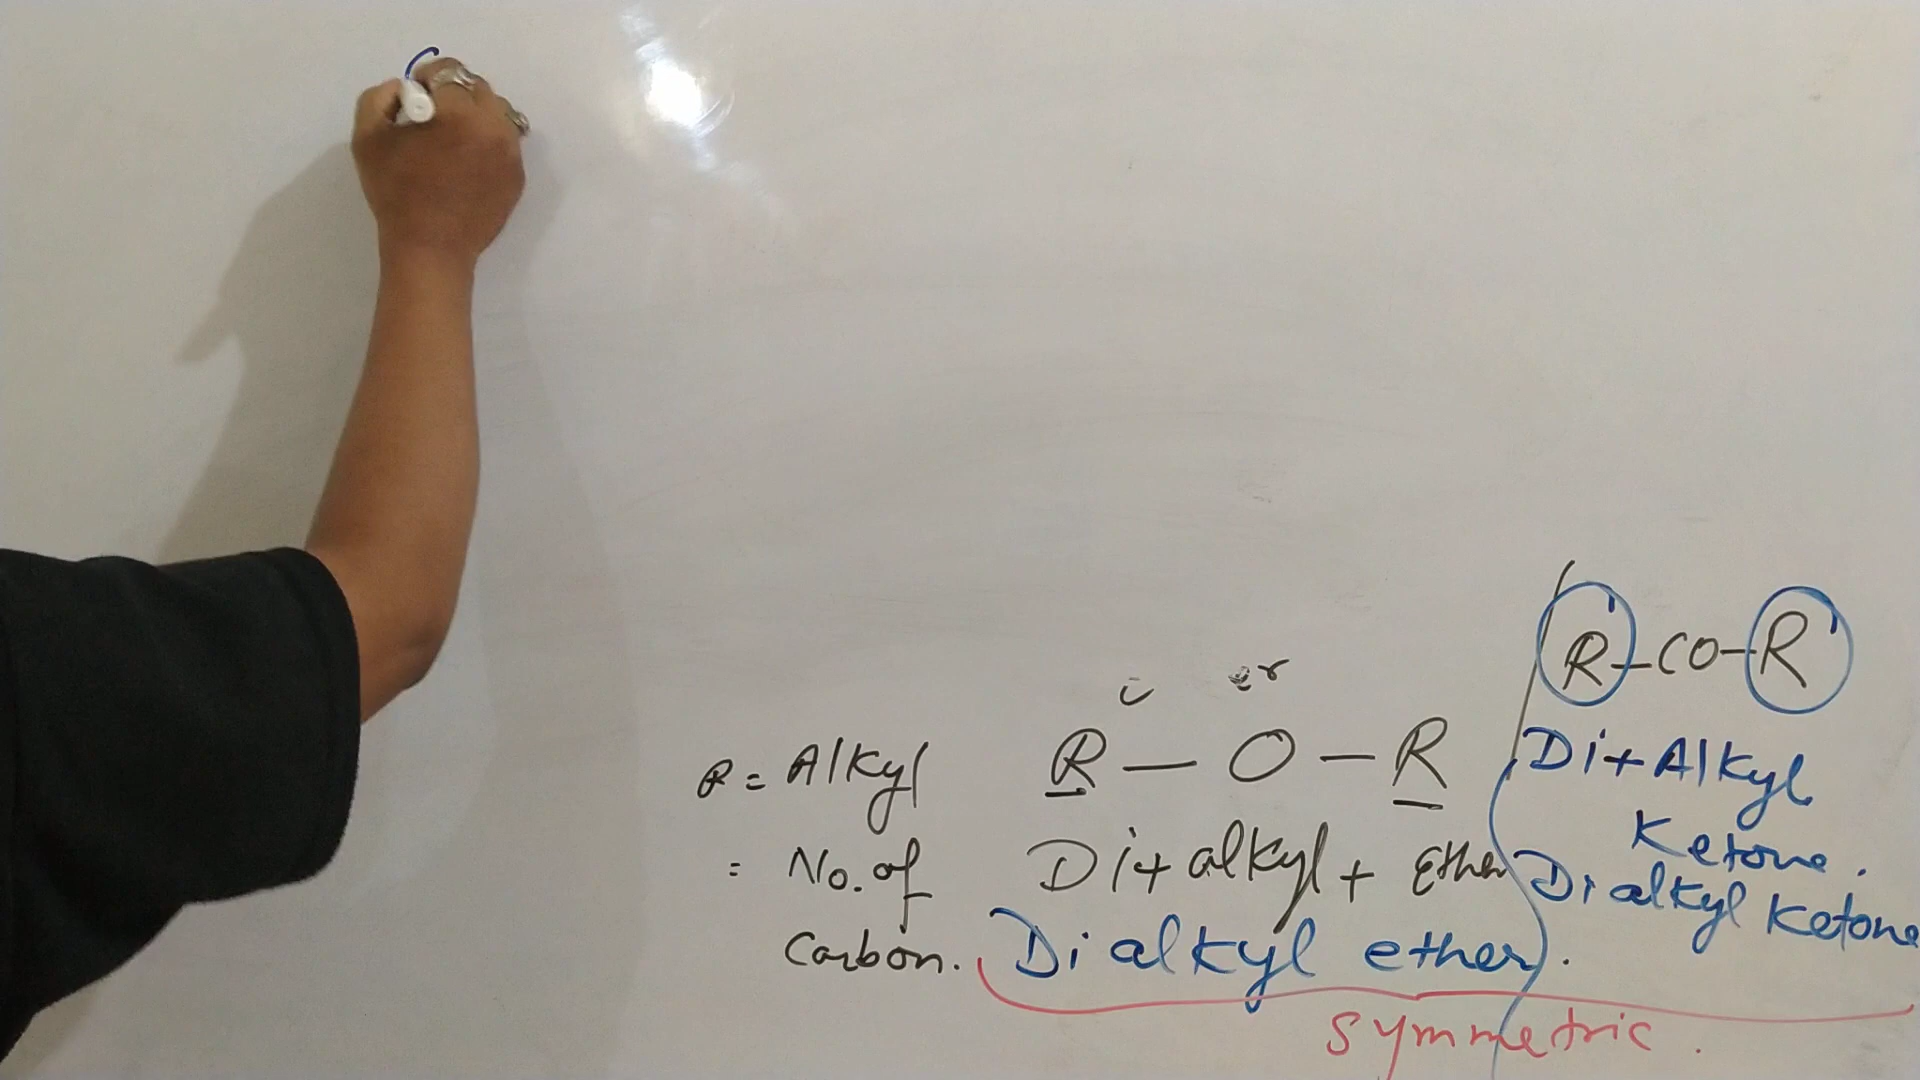 R = Alkyl
= No. of
Carbon.
R — O — R
Di + alkyl + Ether
Dialkyl ether.
R'-CO-R'
Di + Alkyl
Ketone.
Dialkyl Ketone
Symmetric.